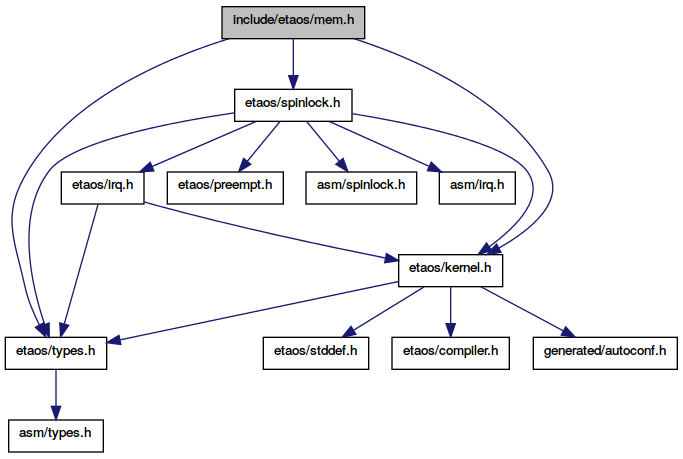 include/etaos/mem.h
etaos/spinlock.h
etaos/irq.h
etaos/preempt.h
asm/spinlock.h
asm/irq.h
etaos/kernel.h
etaos/types.h
etaos/stddef.h
etaos/compiler.h
generated/autoconf.h
asm/types.h